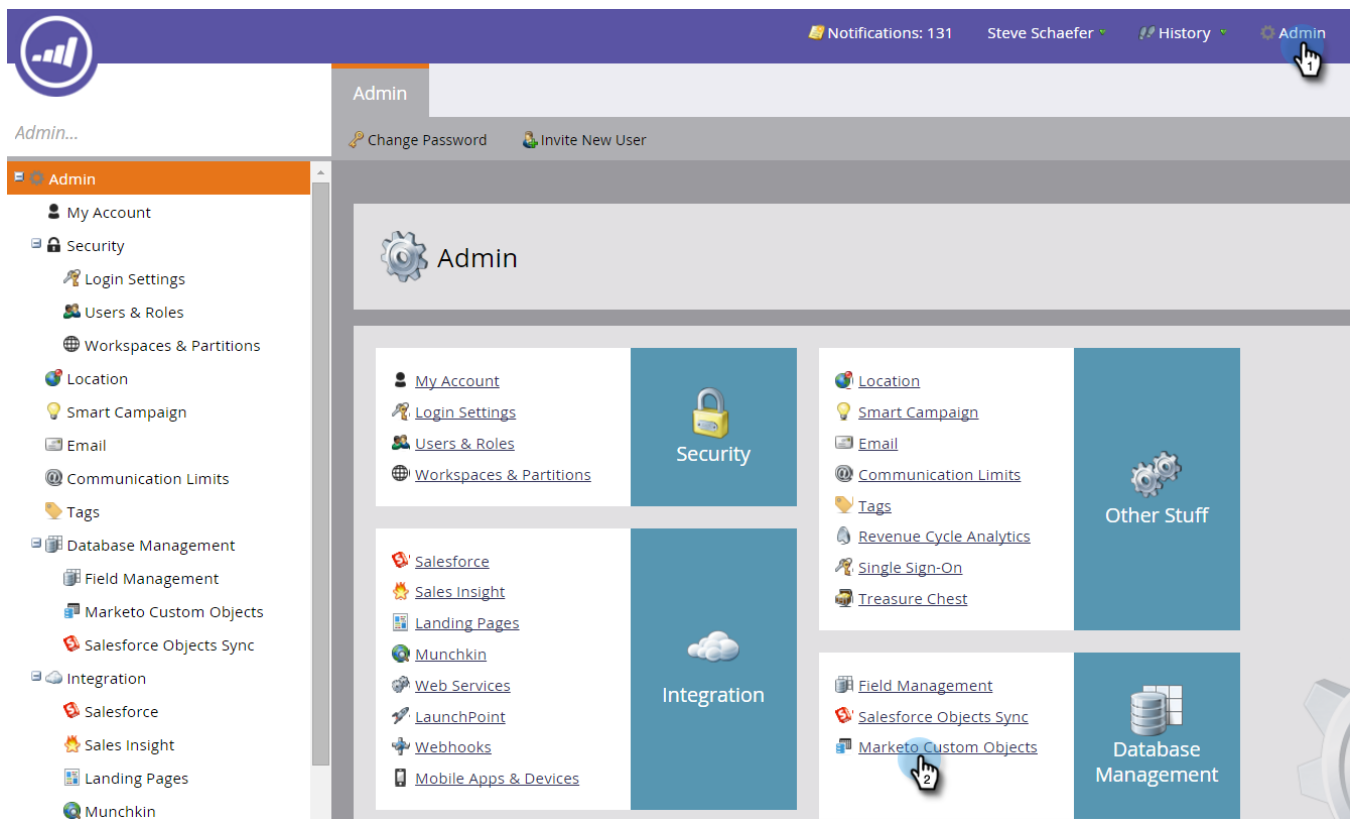 Notifications: 131 Steve Schaefer History Admin
1
Admin
Admin...
Change Password Invite New User
Admin
My Account
Security
Login Settings
Users & Roles
Workspaces & Partitions
Location
Smart Campaign
Email
Communication Limits
Tags
Database Management
Field Management
Marketo Custom Objects
Salesforce Objects Sync
Integration
Salesforce
Sales Insight
Landing Pages
Munchkin
Admin
My Account
Login Settings
Users & Roles
Workspaces & Partitions
Security
Salesforce
Sales Insight
Landing Pages
Munchkin
Web Services
LaunchPoint
Webhooks
Mobile Apps & Devices
Integration
Location
Smart Campaign
Email
Communication Limits
Tags
Revenue Cycle Analytics
Single Sign-On
Treasure Chest
Other Stuff
Field Management
Salesforce Objects Sync
Marketo Custom Objects
2
Database
Management